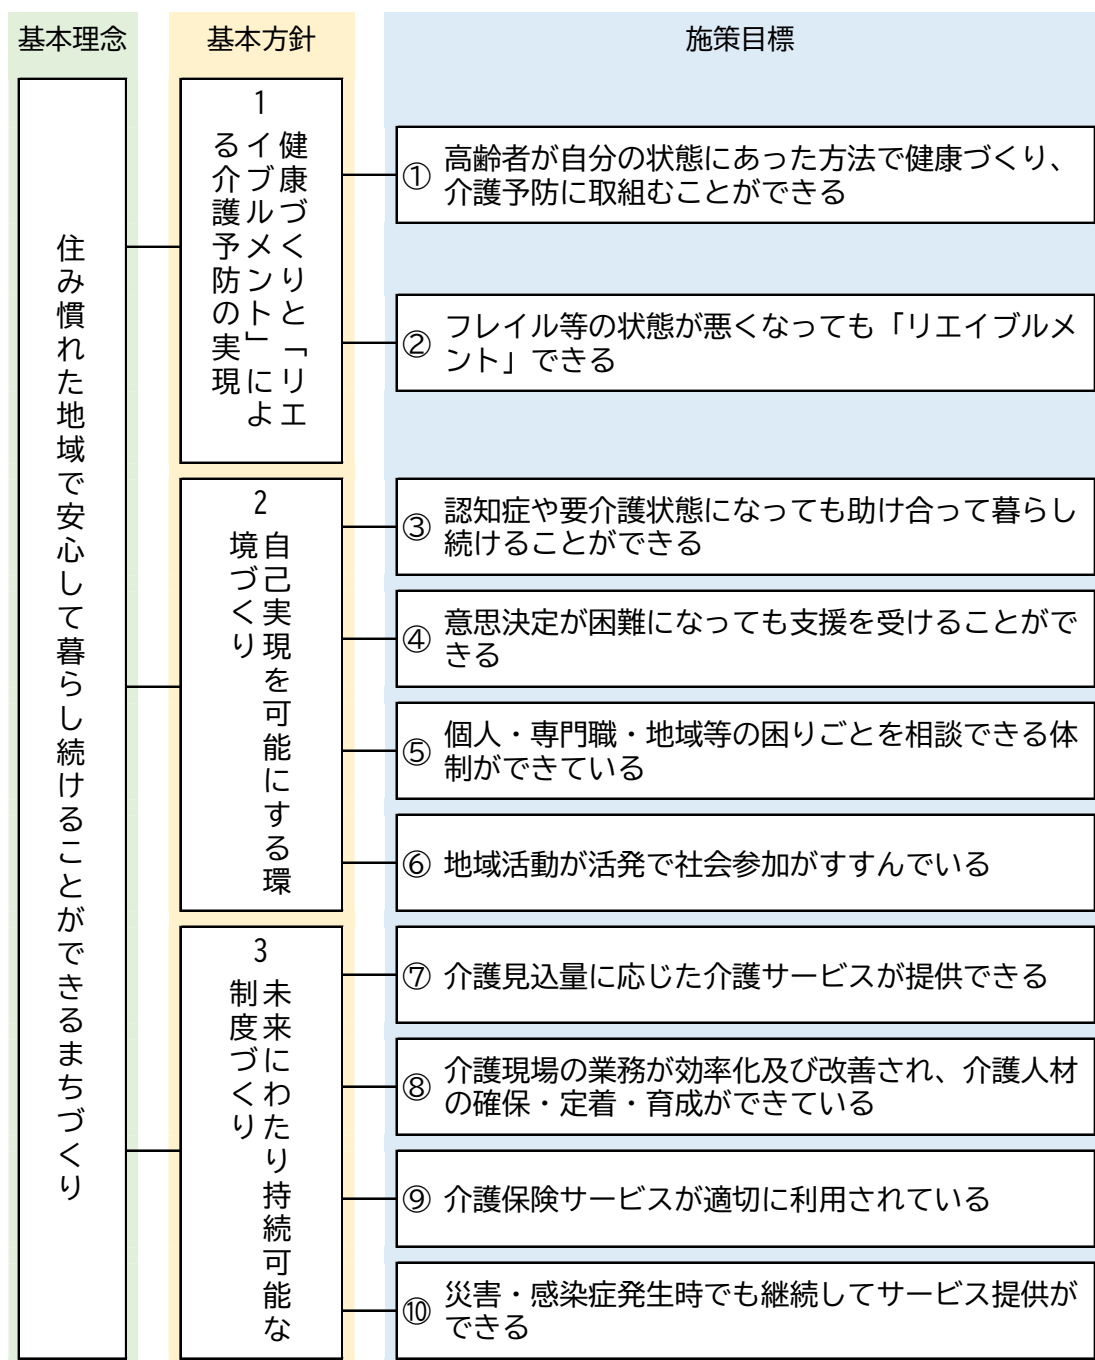 基本理念
基本方針
施策目標
住み慣れた地域で安心して暮らし続けることができるまちづくり
1
健康づくりと「リエ
イブルメント」によ
る介護予防の実現
① 高齢者が自分の状態にあった方法で健康づくり、
介護予防に取組むことができる
② フレイル等の状態が悪くなっても「リエイブルメ
ント」できる
2
自己実現を可能にする環
境づくり
③ 認知症や要介護状態になっても助け合って暮らし
続けることができる
④ 意思決定が困難になっても支援を受けることがで
きる
⑤ 個人・専門職・地域等の困りごとを相談できる体
制ができている
⑥ 地域活動が活発で社会参加がすすんでいる
3
未来にわたり持続可能な
制度づくり
⑦ 介護見込量に応じた介護サービスが提供できる
⑧ 介護現場の業務が効率化及び改善され、介護人材
の確保・定着・育成ができている
⑨ 介護保険サービスが適切に利用されている
⑩ 災害・感染症発生時でも継続してサービス提供が
できる